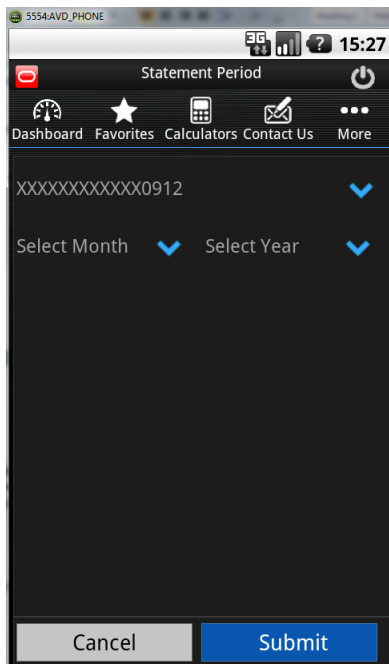 5554:AVD_PHONE
3G ? 15:27
Statement Period
Dashboard Favorites Calculators Contact Us More
XXXXXXXXXXXX0912
Select Month Select Year
Cancel Submit